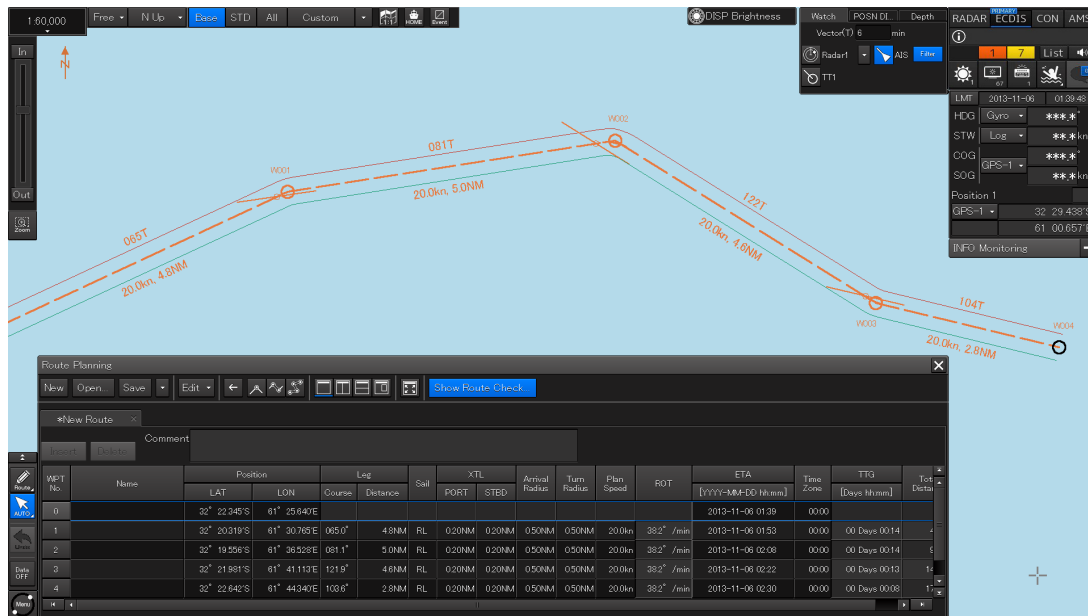 1:60,000
Free
N Up
Base
STD
All
Custom
1:1
HOME
Event
DISP Brightness
Watch
POSN DI...
Depth
Vector(T) 6 min
Radar1
AIS
Filter
TT1
PRIMARY
RADAR ECDIS CON AMS
1 7 List
1 67 1
LMT 2013-11-06 01:39:48
HDG Gyro ***.*°
STW Log **.* kn
COG ***.*°
GPS-1
SOG **.* kn
Position 1
GPS-1 32 29.438'S
61 00.657'E
INFO Monitoring
In
N
Out
Zoom
W001
W002
W003
W004
065T
20.0kn, 4.8NM
081T
20.0kn, 5.0NM
122T
20.0kn, 4.6NM
104T
20.0kn, 2.8NM
Route
AUTO
Undo
Data OFF
Menu
Route Planning
New Open... Save Edit Show Route Check...
*New Route
Insert Delete Comment
WPT No. Name Position Leg Sail XTL Arrival Radius Turn Radius Plan Speed ROT ETA Time Zone TTG
LAT LON Course Distance PORT STBD [YYYY-MM-DD hh:mm] [Days hh:mm]
0 32° 22.345'S 61° 25.640'E 2013-11-06 01:39 00:00
1 32° 20.319'S 61° 30.765'E 065.0° 4.8NM RL 0.20NM 0.20NM 0.50NM 0.50NM 20.0kn 38.2° /min 2013-11-06 01:53 00:00 00 Days 00:14
2 32° 19.556'S 61° 36.528'E 081.1° 5.0NM RL 0.20NM 0.20NM 0.50NM 0.50NM 20.0kn 38.2° /min 2013-11-06 02:08 00:00 00 Days 00:14
3 32° 21.981'S 61° 41.113'E 121.9° 4.6NM RL 0.20NM 0.20NM 0.50NM 0.50NM 20.0kn 38.2° /min 2013-11-06 02:22 00:00 00 Days 00:13
4 32° 22.642'S 61° 44.340'E 103.6° 2.8NM RL 0.20NM 0.20NM 0.50NM 0.50NM 20.0kn 38.2° /min 2013-11-06 02:30 00:00 00 Days 00:08